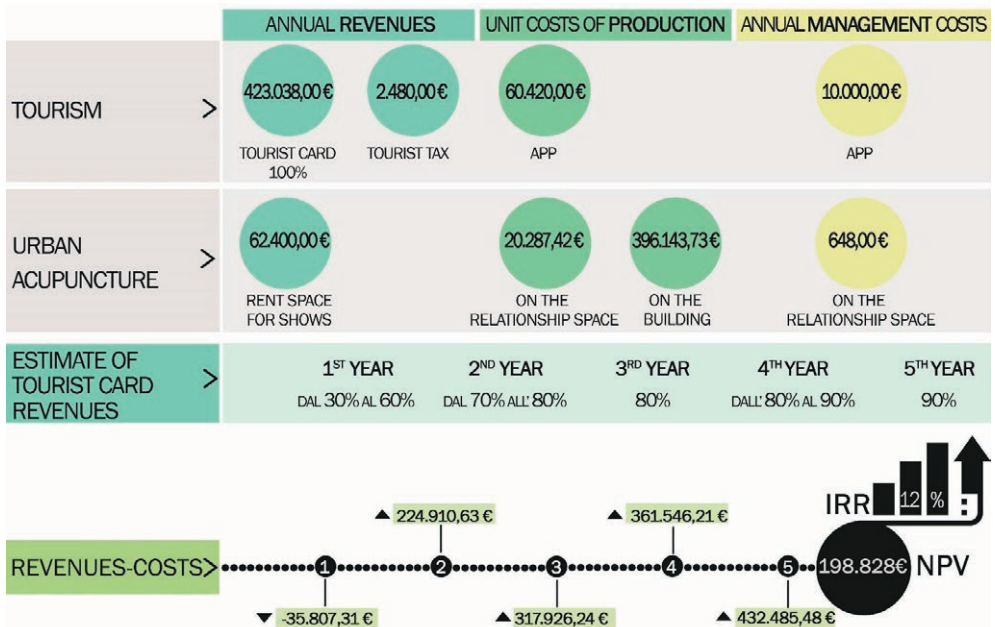 ANNUAL REVENUES
UNIT COSTS OF PRODUCTION
ANNUAL MANAGEMENT COSTS
TOURISM >
423.038,00 €
2.480,00 €
60.420,00 €
10.000,00 €
TOURIST CARD
100%
TOURIST TAX
APP
APP
URBAN
ACUPUNCTURE >
62.400,00 €
20.287,42 €
396.143,73 €
648,00 €
RENT SPACE
FOR SHOWS
ON THE
RELATIONSHIP SPACE
ON THE
BUILDING
ON THE
RELATIONSHIP SPACE
ESTIMATE OF
TOURIST CARD
REVENUES >
1ST YEAR
2ND YEAR
3RD YEAR
4TH YEAR
5TH YEAR
DAL 30% AL 60%
DAL 70% ALL' 80%
80%
DALL' 80% AL 90%
90%
IRR 12 %
▲ 224.910,63 €
▲ 361.546,21 €
REVENUES-COSTS >
1
2
3
4
5
198.828€ NPV
▼ -35.807,31 €
▲ 317.926,24 €
▲ 432.485,48 €